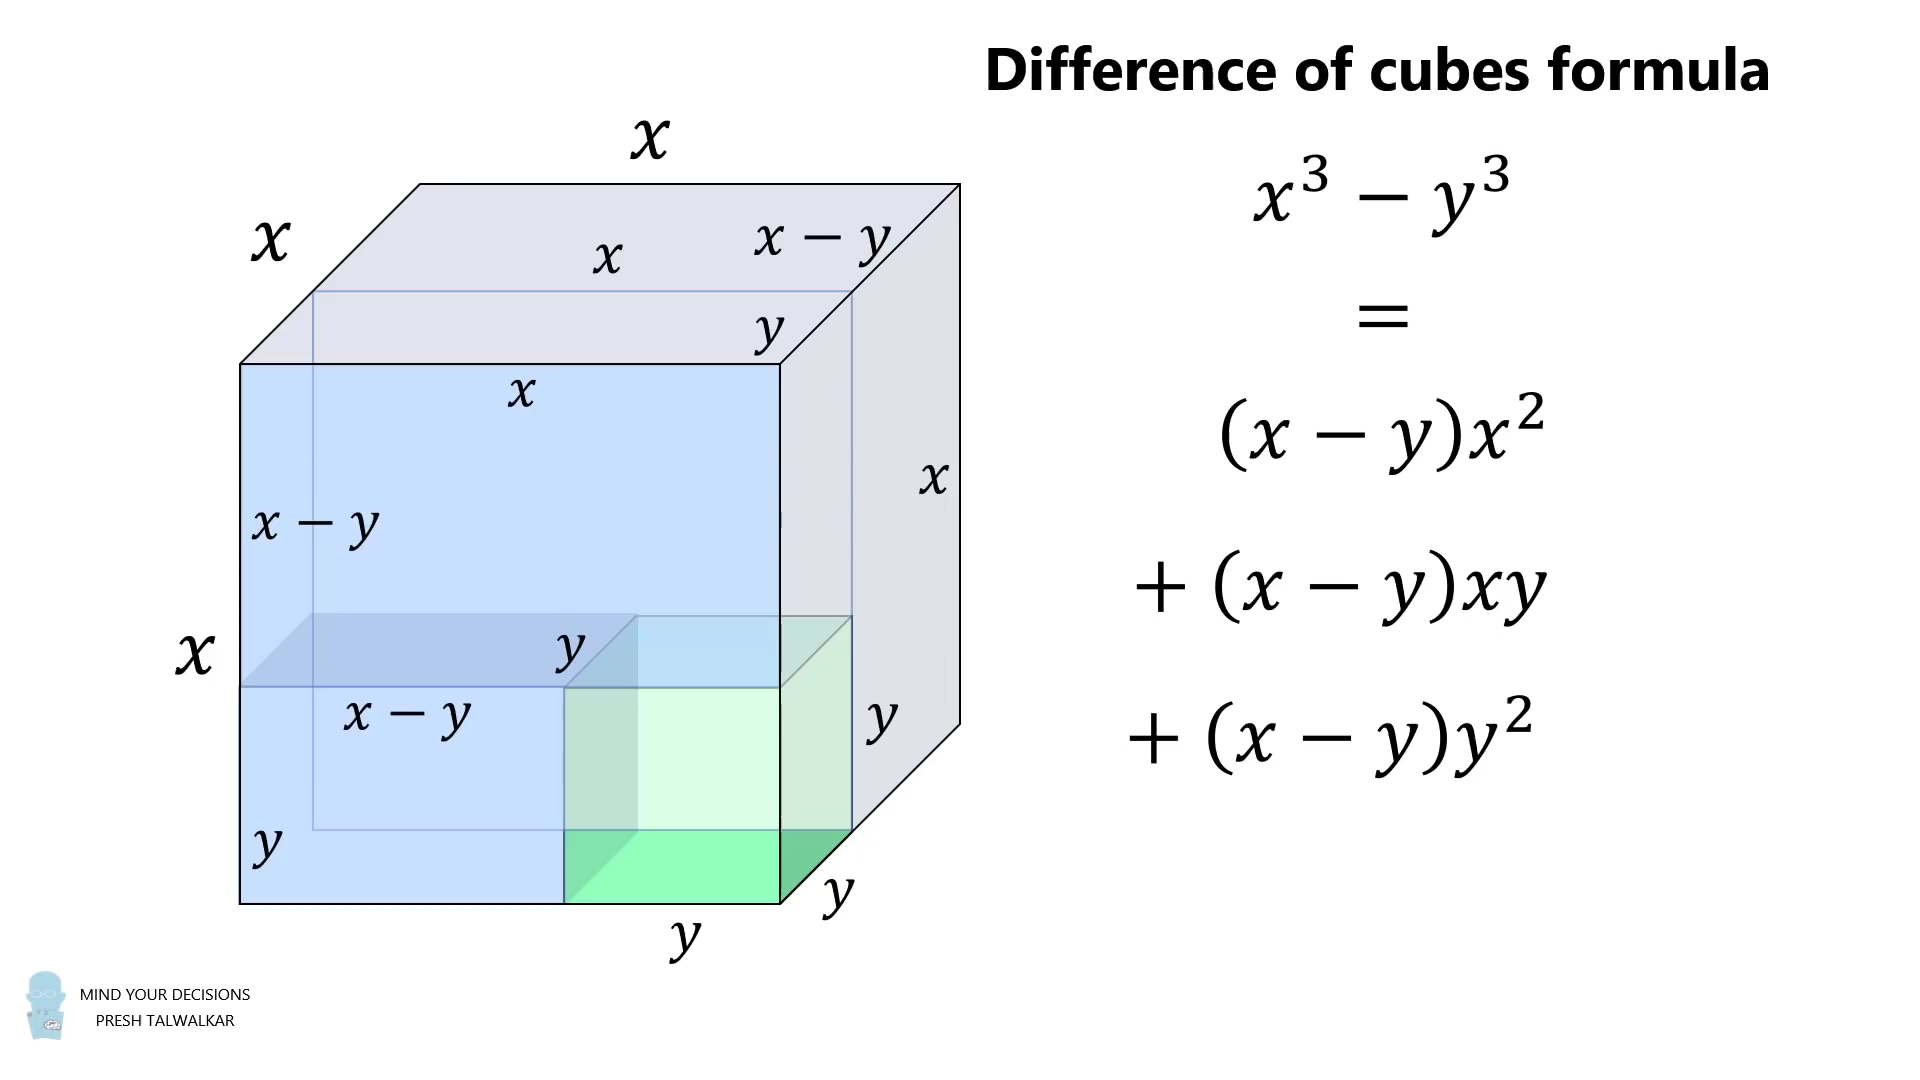 Difference of cubes formula
x
x
x
x − y
x
y
x
x − y
x
x − y
y
x
y
y
y
y
x³ − y³
=
(x − y)x²
+ (x − y)xy
+ (x − y)y²
MIND YOUR DECISIONS
PRESH TALWALKAR